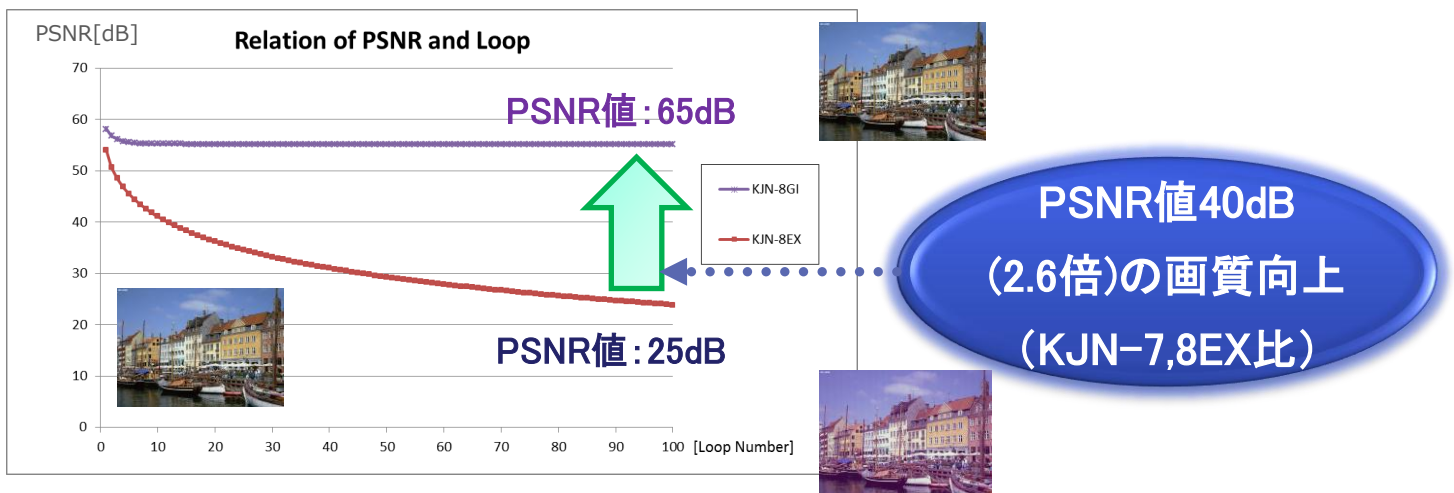 PSNR[dB]
Relation of PSNR and Loop
70
60
50
40
30
20
10
0
0 10 20 30 40 50 60 70 80 90 100 [Loop Number]
PSNR値：65dB
KJN-8GI
KJN-8EX
PSNR値：25dB
PSNR値40dB
(2.6倍)の画質向上
(KJN-7,8EX比)